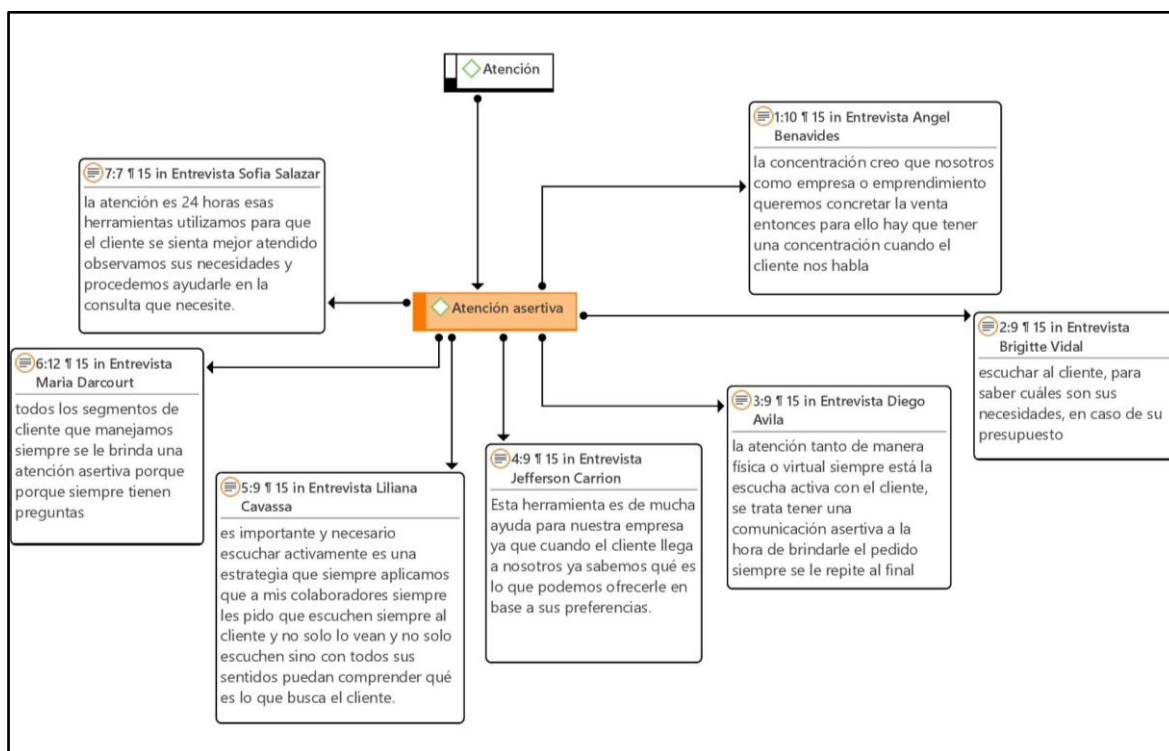 Atención
1:10 ¶ 15 in Entrevista Angel
Benavides
la concentración creo que nosotros
como empresa o emprendimiento
queremos concretar la venta
entonces para ello hay que tener
una concentración cuando el
cliente nos habla
7:7 ¶ 15 in Entrevista Sofia Salazar
la atención es 24 horas esas
herramientas utilizamos para que
el cliente se sienta mejor atendido
observamos sus necesidades y
procedemos ayudarle en la
consulta que necesite.
Atención asertiva
2:9 ¶ 15 in Entrevista
Brigitte Vidal
escuchar al cliente, para
saber cuáles son sus
necesidades, en caso de su
presupuesto
6:12 ¶ 15 in Entrevista
Maria Darcourt
todos los segmentos de
cliente que manejamos
siempre se le brinda una
atención asertiva porque
porque siempre tienen
preguntas
3:9 ¶ 15 in Entrevista Diego
Avila
la atención tanto de manera
física o virtual siempre está la
escucha activa con el cliente,
se trata tener una
comunicación asertiva a la
hora de brindarle el pedido
siempre se le repite al final
4:9 ¶ 15 in Entrevista
Jefferson Carrion
Esta herramienta es de mucha
ayuda para nuestra empresa
ya que cuando el cliente llega
a nosotros ya sabemos qué es
lo que podemos ofrecerle en
base a sus preferencias.
5:9 ¶ 15 in Entrevista Liliana
Cavassa
es importante y necesario
escuchar activamente es una
estrategia que siempre aplicamos
que a mis colaboradores siempre
les pido que escuchen siempre al
cliente y no solo lo vean y no solo
escuchen sino con todos sus
sentidos puedan comprender qué
es lo que busca el cliente.